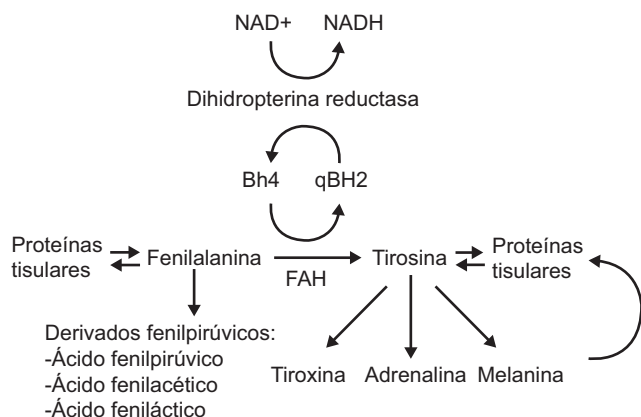 NAD+ NADH
Dihidropterina reductasa
Bh4 qBH2
Proteínas
tisulares
Fenilalanina
FAH
Tirosina
Proteínas
tisulares
Derivados fenilpirúvicos:
-Ácido fenilpirúvico
-Ácido fenilacético
-Ácido feniláctico
Tiroxina Adrenalina Melanina